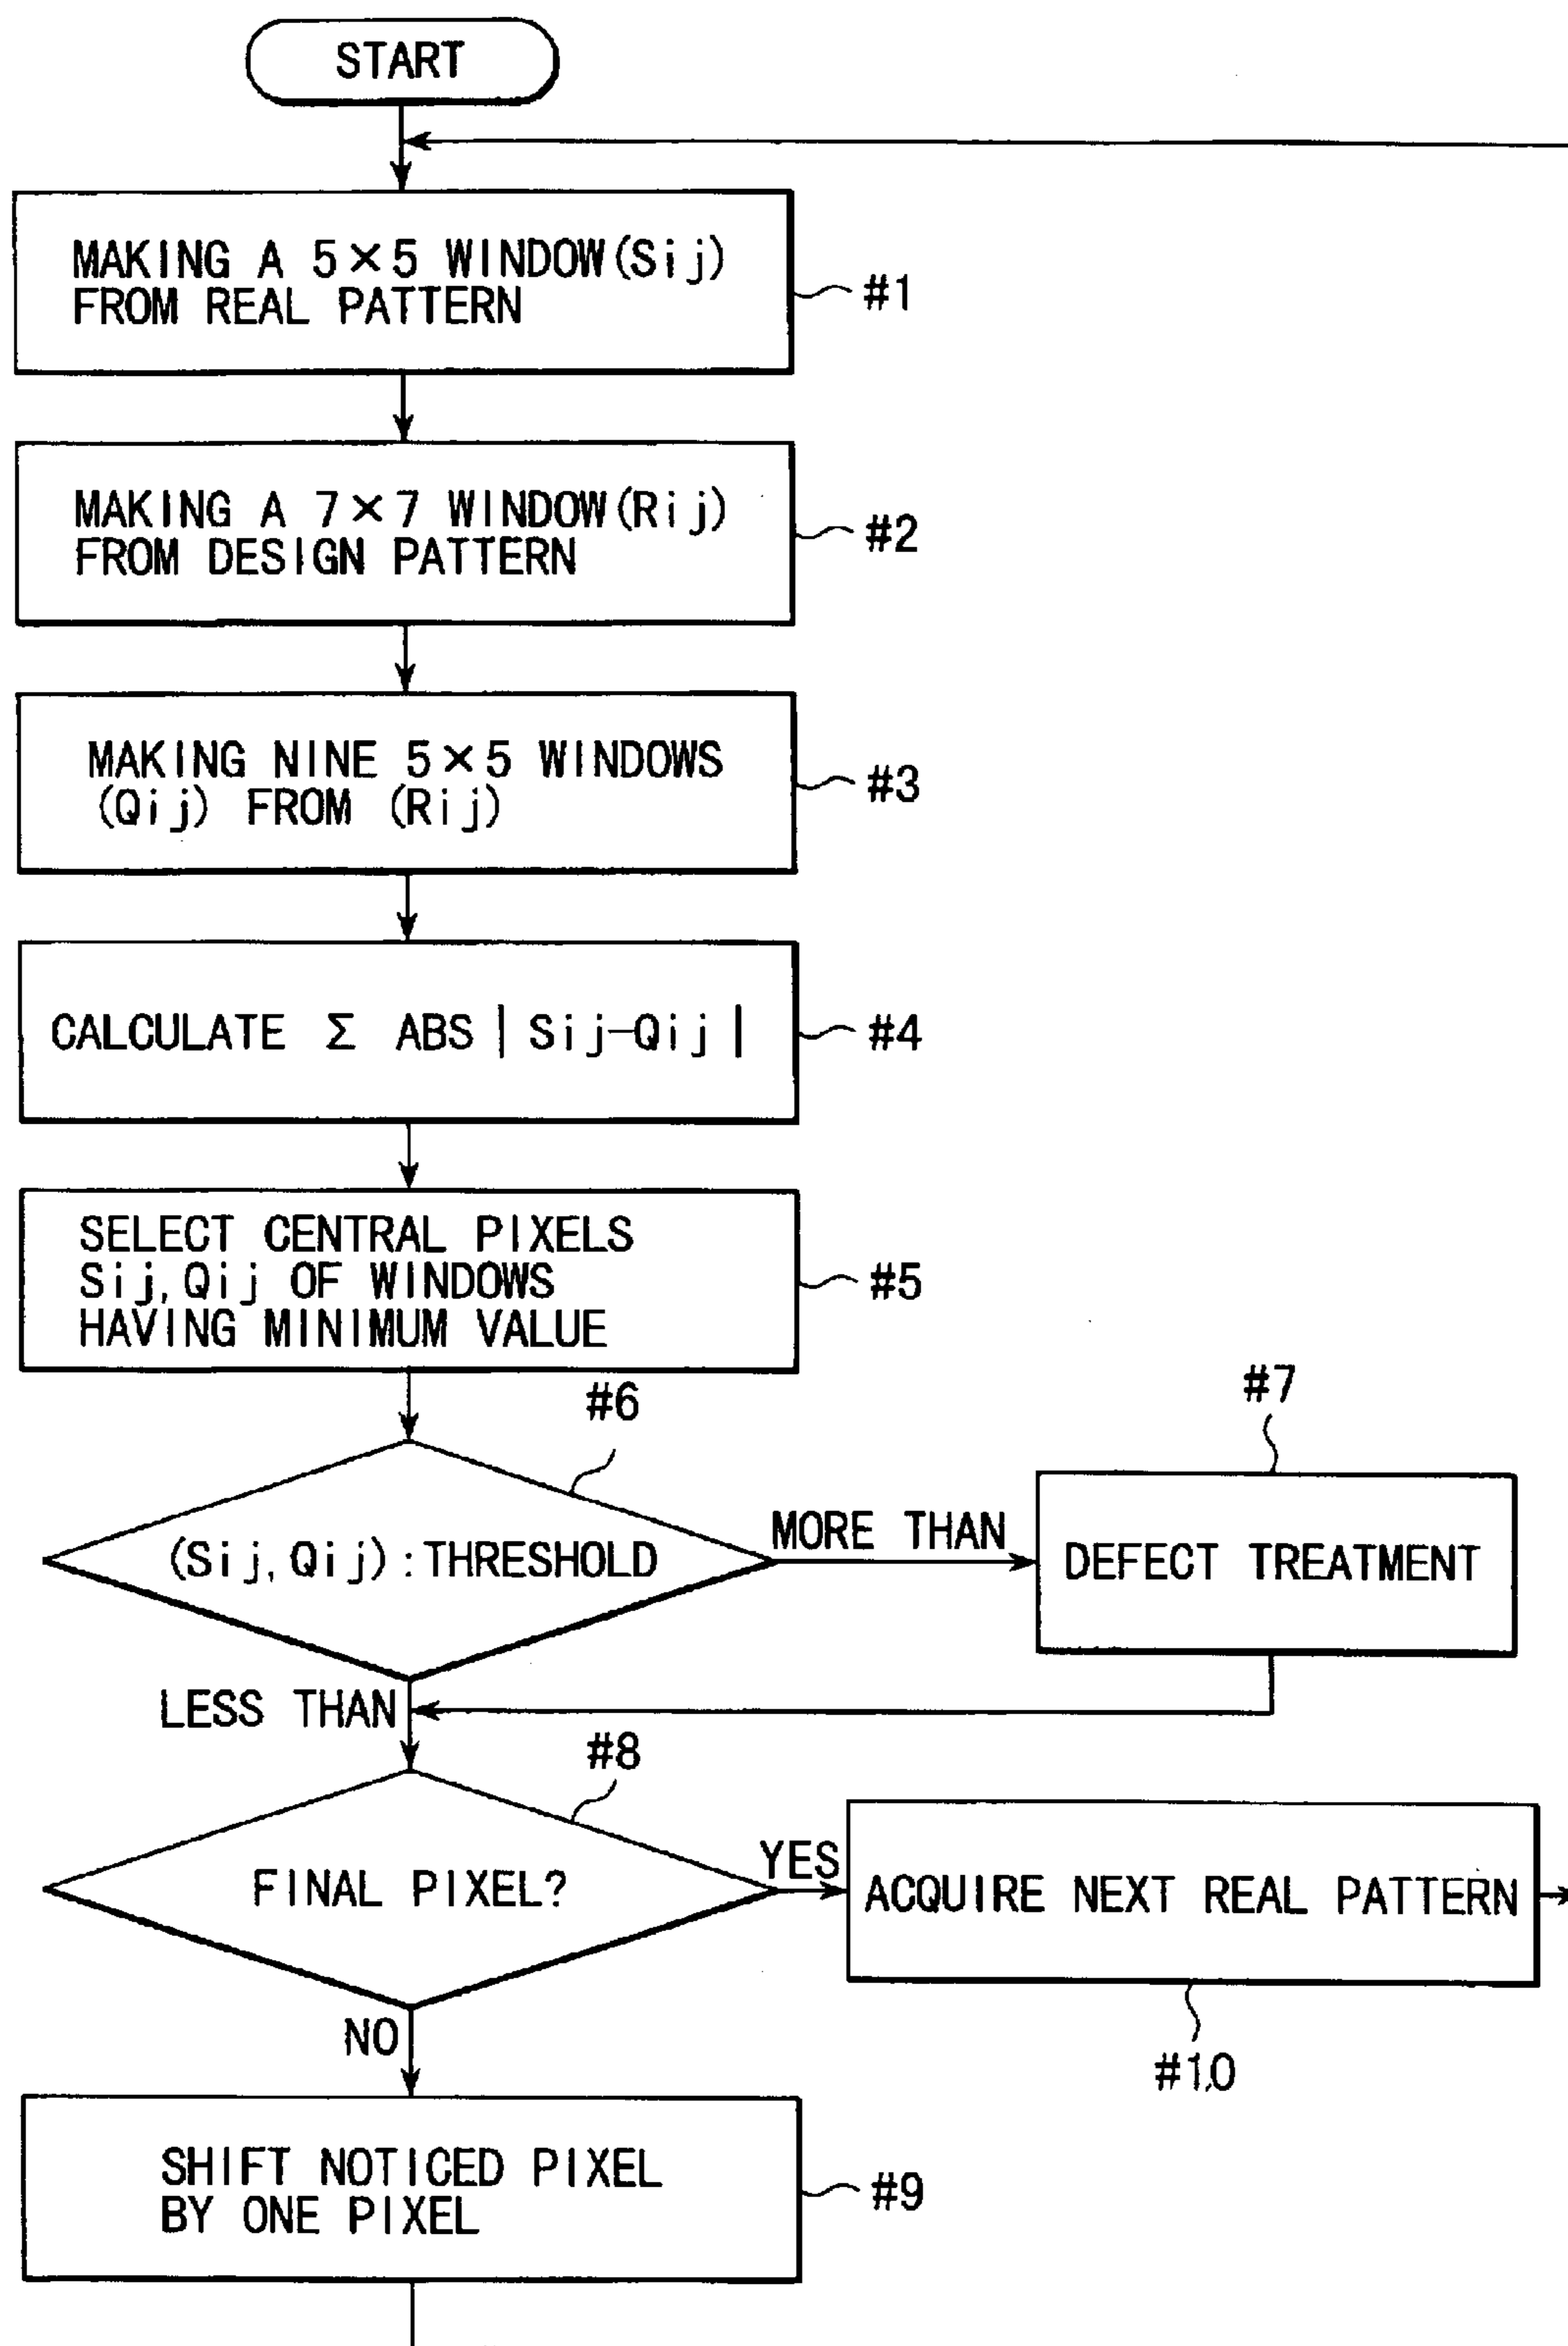 START
MAKING A 5×5 WINDOW(Sij)
FROM REAL PATTERN
#1
MAKING A 7×7 WINDOW(Rij)
FROM DESIGN PATTERN
#2
MAKING NINE 5×5 WINDOWS
(Qij) FROM (Rij)
#3
CALCULATE Σ ABS|Sij-Qij|
#4
SELECT CENTRAL PIXELS
Sij,Qij OF WINDOWS
HAVING MINIMUM VALUE
#5
#6
(Sij,Qij):THRESHOLD
MORE THAN
#7
DEFECT TREATMENT
LESS THAN
#8
FINAL PIXEL?
YES
ACQUIRE NEXT REAL PATTERN
#10
NO
SHIFT NOTICED PIXEL
BY ONE PIXEL
#9